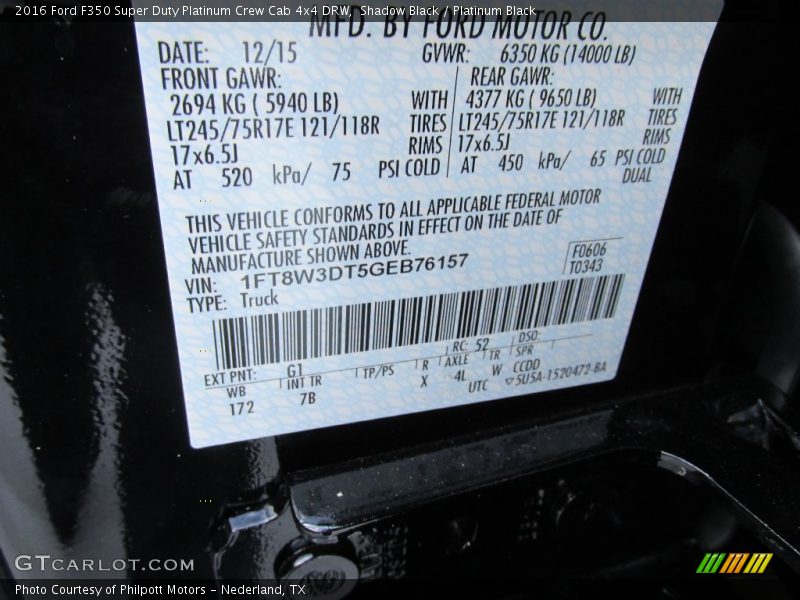 2016 Ford F350 Super Duty Platinum Crew Cab 4x4 DRW, Shadow Black / Platinum Black
MFD. BY FORD MOTOR CO.
DATE: 12/15 GVWR: 6350 KG (14000 LB)
FRONT GAWR: REAR GAWR:
2694 KG ( 5940 LB) WITH 4377 KG ( 9650 LB) WITH
LT245/75R17E 121/118R TIRES LT245/75R17E 121/118R TIRES
17x6.5J RIMS 17x6.5J RIMS
AT 520 kPa/ 75 PSI COLD AT 450 kPa/ 65 PSI COLD
DUAL
THIS VEHICLE CONFORMS TO ALL APPLICABLE FEDERAL MOTOR
VEHICLE SAFETY STANDARDS IN EFFECT ON THE DATE OF
MANUFACTURE SHOWN ABOVE.
VIN: 1FT8W3DT5GEB76157 F0606
TYPE: Truck T0343
EXT PNT: G1 RC: 52 DSO:
WB INT TR TP/PS R AXLE TR SPR
172 7B X 4L W CCDD
UTC ▽5U5A-1520472-BA
GTCARLOT.COM
Photo Courtesy of Philpott Motors - Nederland, TX